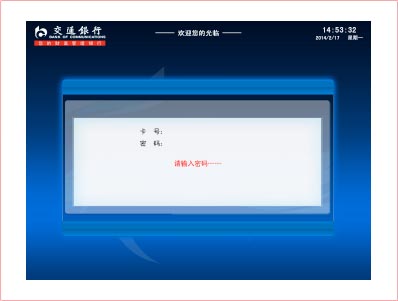 交通银行
BANK OF COMMUNICATIONS
您的财富管理银行
欢迎您的光临
14:53:32
2014/2/17 星期一
卡 号:
密 码:
请输入密码······